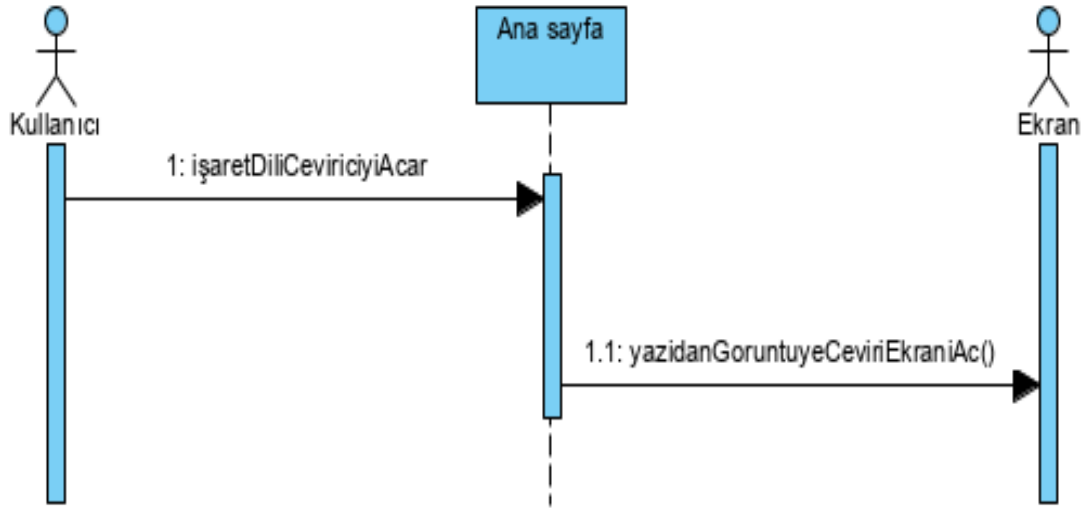 Ana sayfa
Kullanıcı
Ekran
1: işaretDiliCeviriciyiAcar
1.1: yazidanGoruntuyeCeviriEkraniAc()